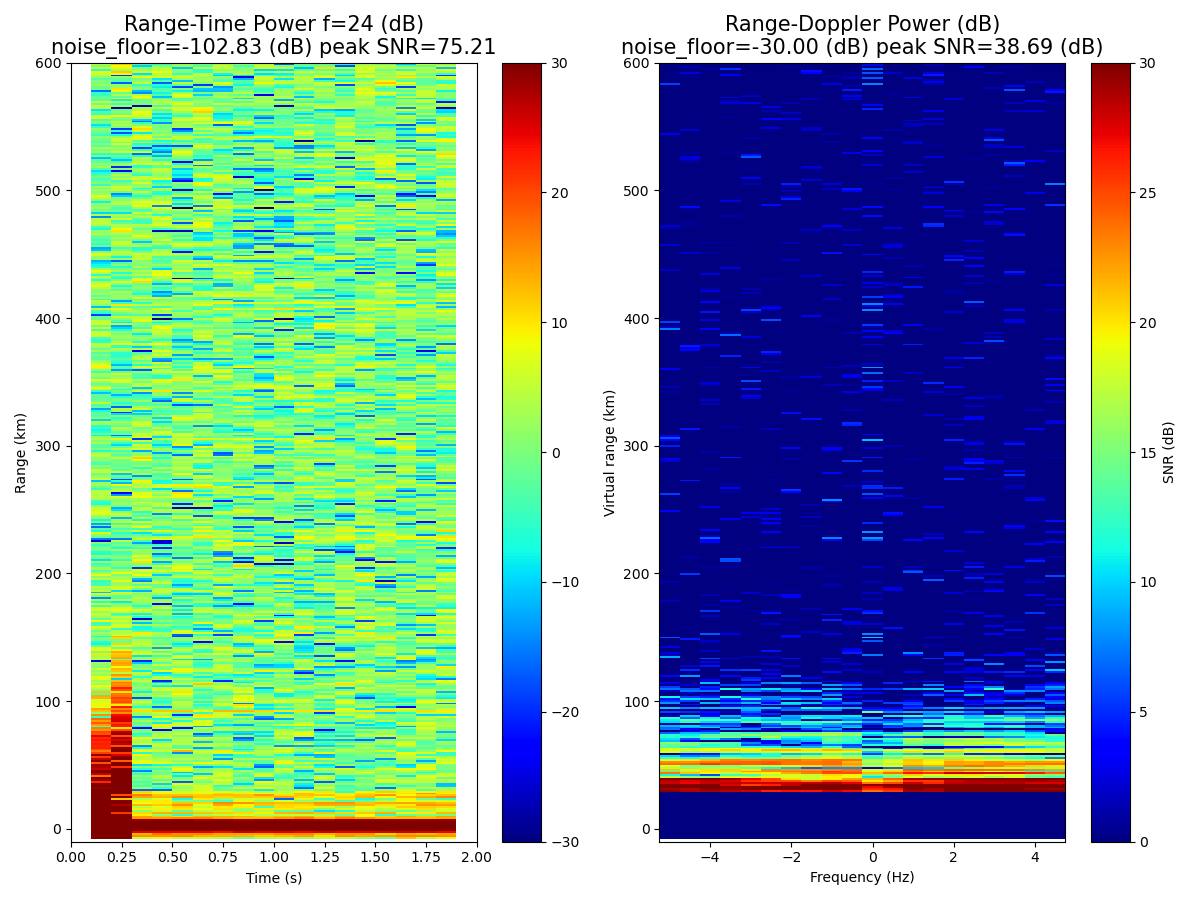 Range-Time Power f=24 (dB)
noise_floor=-102.83 (dB) peak SNR=75.21
600
500
400
300
200
100
0
Range (km)
0.00 0.25 0.50 0.75 1.00 1.25 1.50 1.75 2.00
Time (s)
30
20
10
0
−10
−20
−30
Range-Doppler Power (dB)
noise_floor=-30.00 (dB) peak SNR=38.69 (dB)
600
500
400
300
200
100
0
Virtual range (km)
−4 −2 0 2 4
Frequency (Hz)
30
25
20
15
10
5
0
SNR (dB)